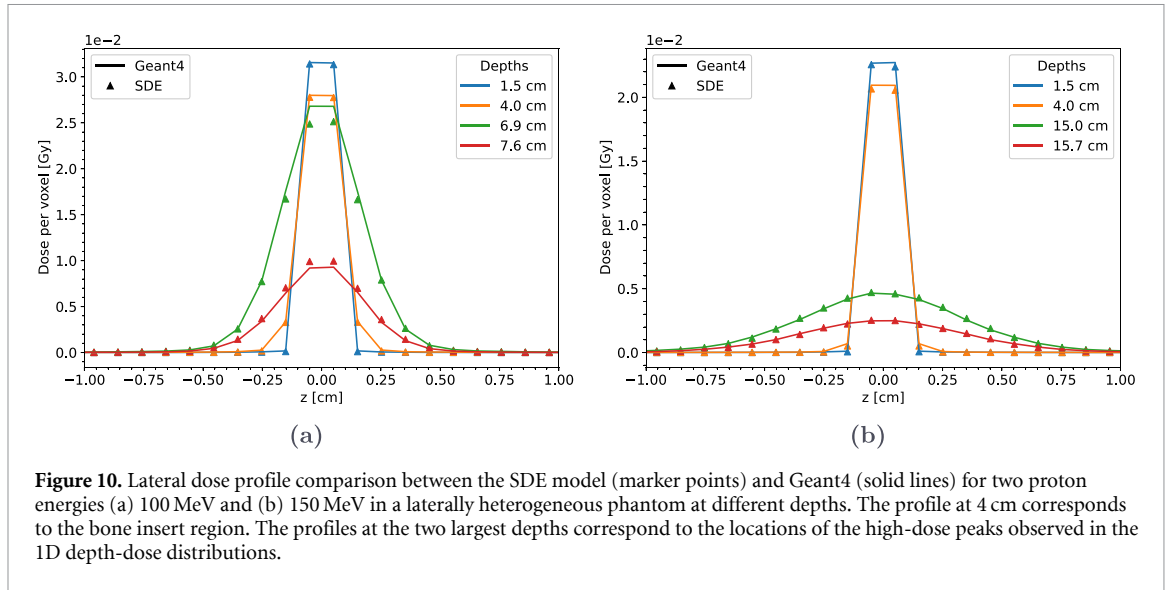 1e−2
Geant4
SDE
Depths
1.5 cm
4.0 cm
6.9 cm
7.6 cm
3.0
2.5
2.0
1.5
1.0
0.5
0.0
Dose per voxel [Gy]
−1.00 −0.75 −0.50 −0.25 0.00 0.25 0.50 0.75 1.00
z [cm]
(a)
1e−2
Geant4
SDE
Depths
1.5 cm
4.0 cm
15.0 cm
15.7 cm
2.0
1.5
1.0
0.5
0.0
Dose per voxel [Gy]
−1.00 −0.75 −0.50 −0.25 0.00 0.25 0.50 0.75 1.00
z [cm]
(b)
Figure 10. Lateral dose profile comparison between the SDE model (marker points) and Geant4 (solid lines) for two proton
energies (a) 100 MeV and (b) 150 MeV in a laterally heterogeneous phantom at different depths. The profile at 4 cm corresponds
to the bone insert region. The profiles at the two largest depths correspond to the locations of the high-dose peaks observed in the
1D depth-dose distributions.